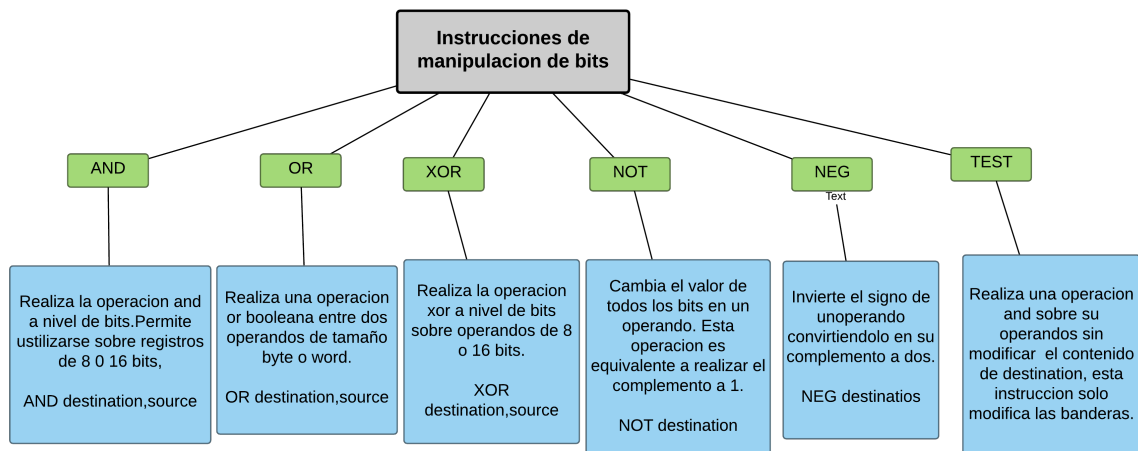 Instrucciones de
manipulacion de bits
AND
OR
XOR
NOT
NEG
Text
TEST
Realiza la operacion and
a nivel de bits.Permite
ustilizarse sobre registros
de 8 0 16 bits,
AND destination,source
Realiza una operacion
or booleana entre dos
operandos de tamaño
byte o word.
OR destination,source
Realiza la operacion
xor a nivel de bits
sobre operandos de 8
o 16 bits.
XOR
destination,source
Cambia el valor de
todos los bits en un
operando. Esta
operacion es
equivalente a realizar el
complemento a 1.
NOT destination
Invierte el signo de
unoperando
convirtiendolo en su
complemento a dos.
NEG destinatios
Realiza una operacion
and sobre su
operandos sin
modificar  el contenido
de destination, esta
instruccion solo
modifica las banderas.